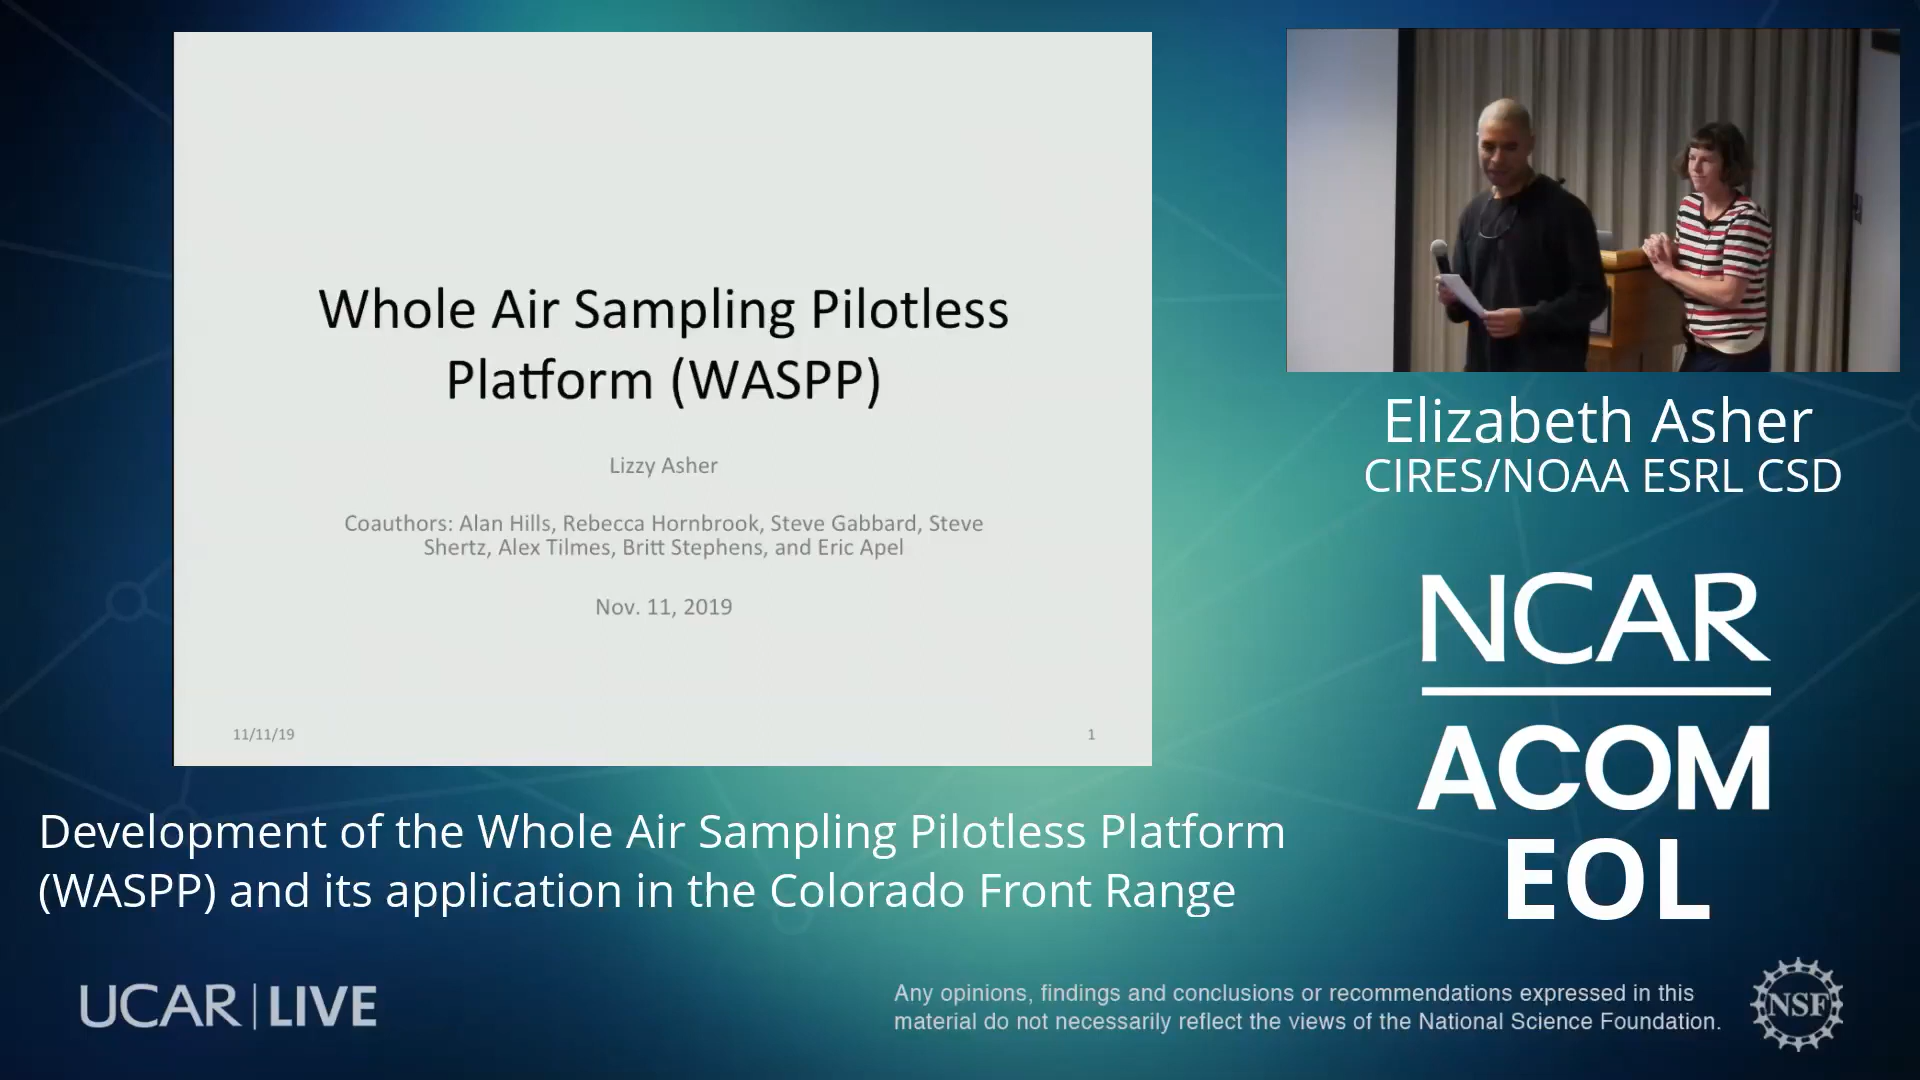 Whole Air Sampling Pilotless
Platform (WASPP)
Lizzy Asher
Coauthors: Alan Hills, Rebecca Hornbrook, Steve Gabbard, Steve
Shertz, Alex Tilmes, Britt Stephens, and Eric Apel
Nov. 11, 2019
11/11/19
1
Elizabeth Asher
CIRES/NOAA ESRL CSD
NCAR
ACOM
EOL
Development of the Whole Air Sampling Pilotless Platform
(WASPP) and its application in the Colorado Front Range
UCAR | LIVE
Any opinions, findings and conclusions or recommendations expressed in this
material do not necessarily reflect the views of the National Science Foundation.
NSF